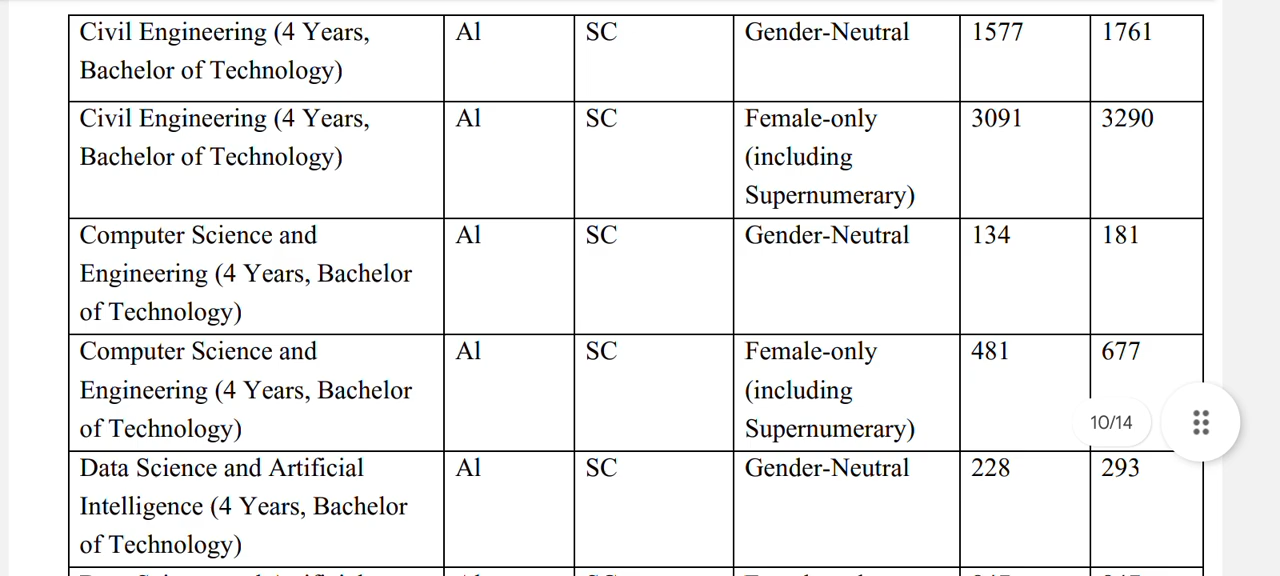 Civil Engineering (4 Years, Al SC Gender-Neutral 1577 1761
Bachelor of Technology)
Civil Engineering (4 Years, Al SC Female-only 3091 3290
Bachelor of Technology) (including
Supernumerary)
Computer Science and Al SC Gender-Neutral 134 181
Engineering (4 Years, Bachelor
of Technology)
Computer Science and Al SC Female-only 481 677
Engineering (4 Years, Bachelor (including
of Technology) Supernumerary)
10/14
Data Science and Artificial Al SC Gender-Neutral 228 293
Intelligence (4 Years, Bachelor
of Technology)